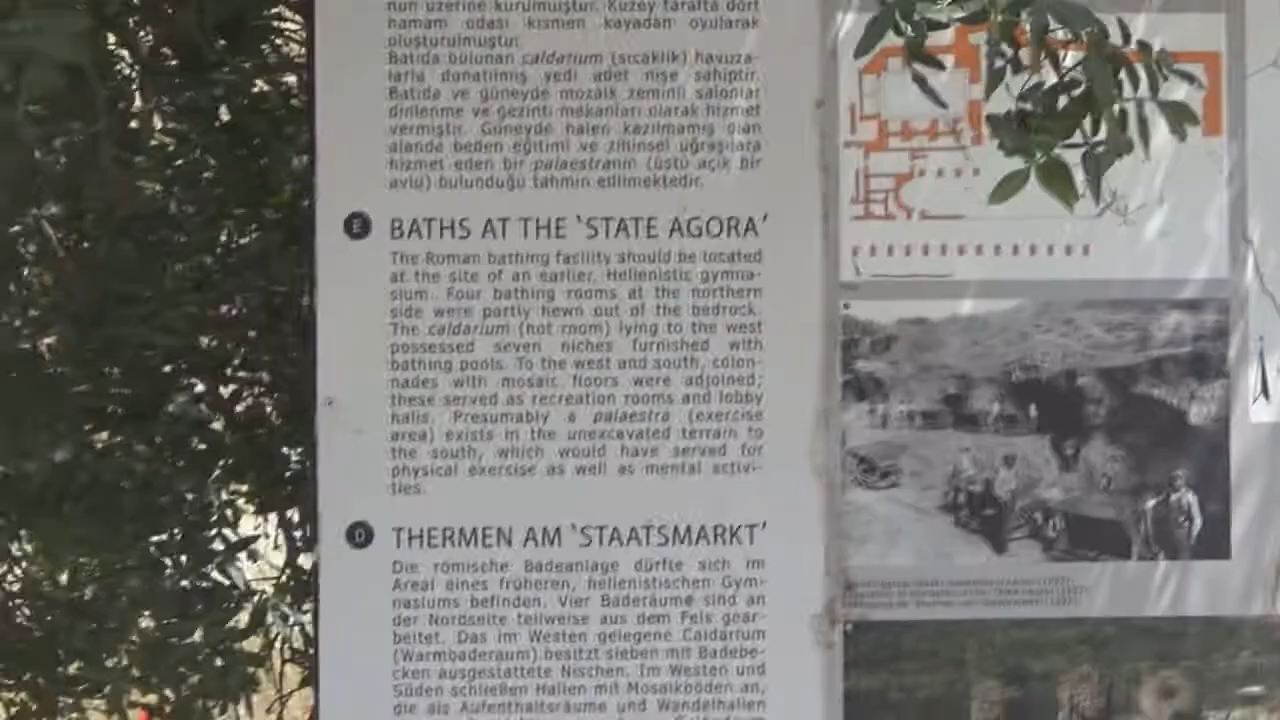 nun üzerine kurulmuştur. Kuzey tarafta dört
hamam odası kısmen kayadan oyularak
oluşturulmuştur.
Batıda bulunan caldarium (sıcaklık) havuza-
larla donatılmış yedi adet nişe sahiptir.
Batıda ve güneyde mozaik zeminli salonlar
dinlenme ve gezinti mekanları olarak hizmet
vermiştir. Güneyde halen kazılmamış olan
alanda beden eğitimi ve zihinsel uğraşılara
hizmet eden bir palaestranın (üstü açık bir
avlu) bulunduğu tahmin edilmektedir.
E BATHS AT THE 'STATE AGORA'
The Roman bathing facility should be located
at the site of an earlier, Hellenistic gymna-
sium. Four bathing rooms at the northern
side were partly hewn out of the bedrock.
The caldarium (hot room) lying to the west
possessed seven niches furnished with
bathing pools. To the west and south, colon-
nades with mosaic floors were adjoined;
these served as recreation rooms and lobby
halls. Presumably a palaestra (exercise
area) exists in the unexcavated terrain to
the south, which would have served for
physical exercise as well as mental activi-
ties.
D THERMEN AM 'STAATSMARKT'
Die römische Badeanlage dürfte sich im
Areal eines früheren, hellenistischen Gym-
nasiums befinden. Vier Baderäume sind an
der Nordseite teilweise aus dem Fels gear-
beitet. Das im Westen gelegene Caldarium
(Warmbaderaum) besitzt sieben mit Badebe-
cken ausgestattete Nischen. Im Westen und
Süden schließen Hallen mit Mosaikböden an,
die als Aufenthaltsräume und Wandelhallen